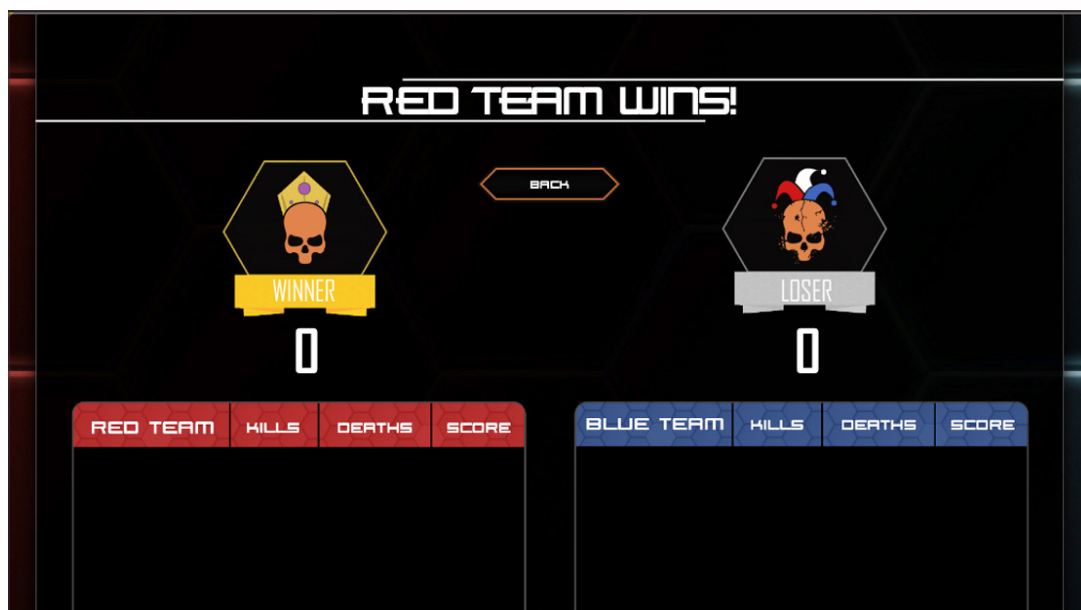 RED TEAM WINS!
BACK
WINNER
LOSER
0
0
RED TEAM KILLS DEATHS SCORE
BLUE TEAM KILLS DEATHS SCORE